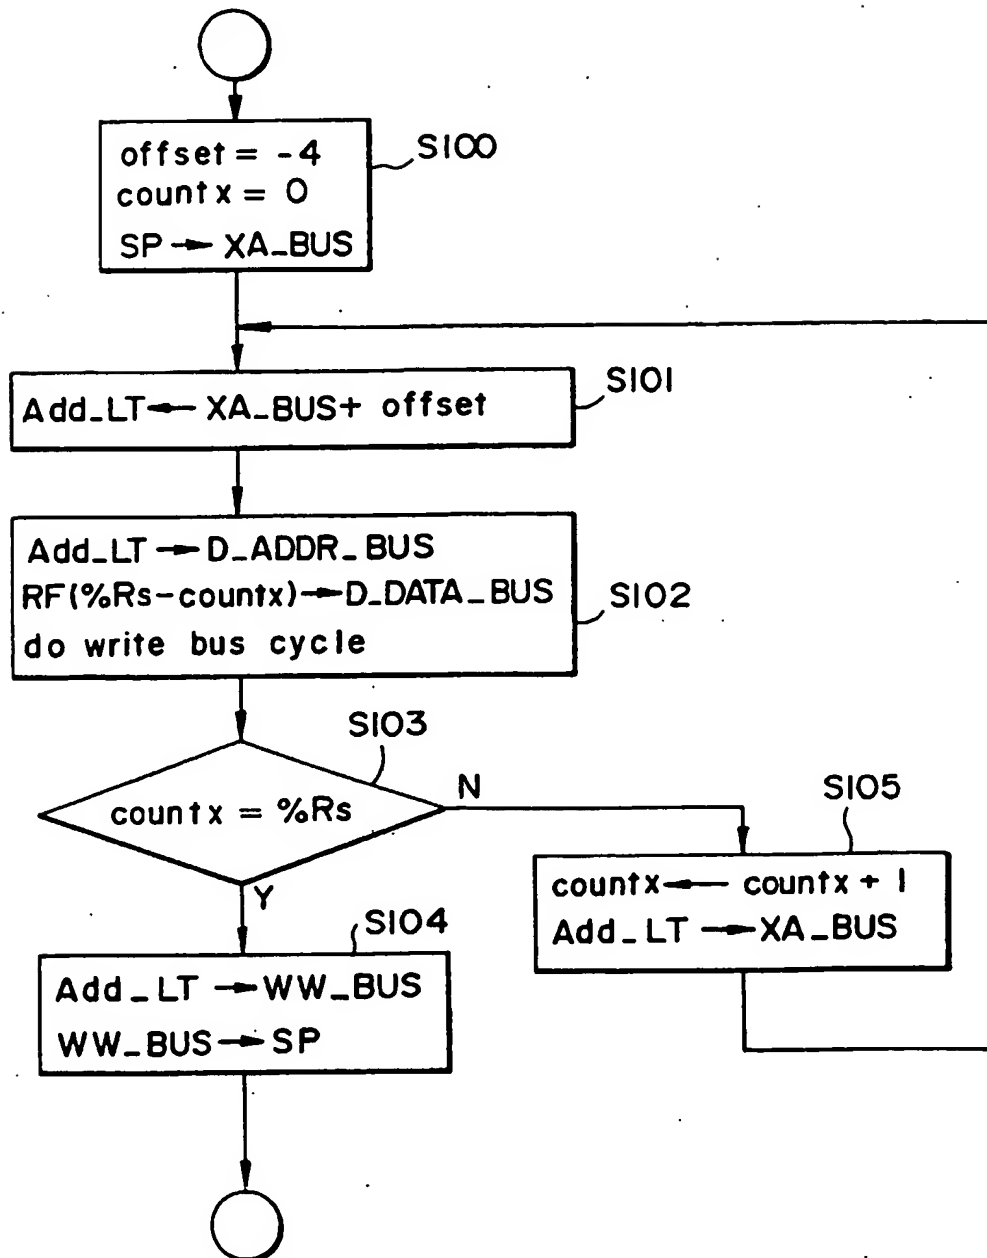 offset = -4
countx = 0
SP → XA_BUS
S100
Add_LT ← XA_BUS+ offset
S101
Add_LT → D_ADDR_BUS
RF(%Rs-countx) → D_DATA_BUS
do write bus cycle
S102
S103
countx = %Rs
N
Y
S105
countx ← countx + 1
Add_LT → XA_BUS
S104
Add_LT → WW_BUS
WW_BUS → SP